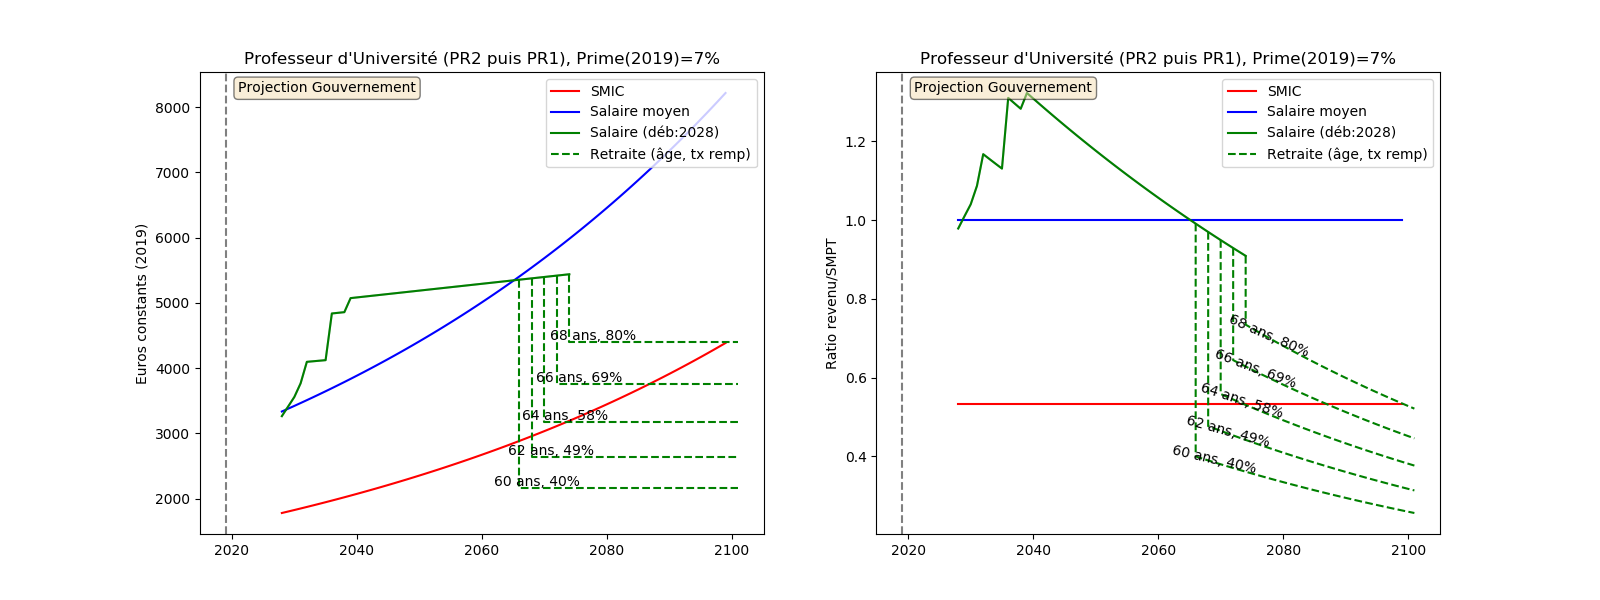 Professeur d'Université (PR2 puis PR1), Prime(2019)=7%
Projection Gouvernement
SMIC
Salaire moyen
Salaire (déb:2028)
Retraite (âge, tx remp)
Euros constants (2019)
8000
7000
6000
5000
4000
3000
2000
68 ans, 80%
66 ans, 69%
64 ans, 58%
62 ans, 49%
60 ans, 40%
2020
2040
2060
2080
2100
Professeur d'Université (PR2 puis PR1), Prime(2019)=7%
Projection Gouvernement
SMIC
Salaire moyen
Salaire (déb:2028)
Retraite (âge, tx remp)
Ratio revenu/SMPT
1.2
1.0
0.8
0.6
0.4
68 ans, 80%
66 ans, 69%
64 ans, 58%
62 ans, 49%
60 ans, 40%
2020
2040
2060
2080
2100